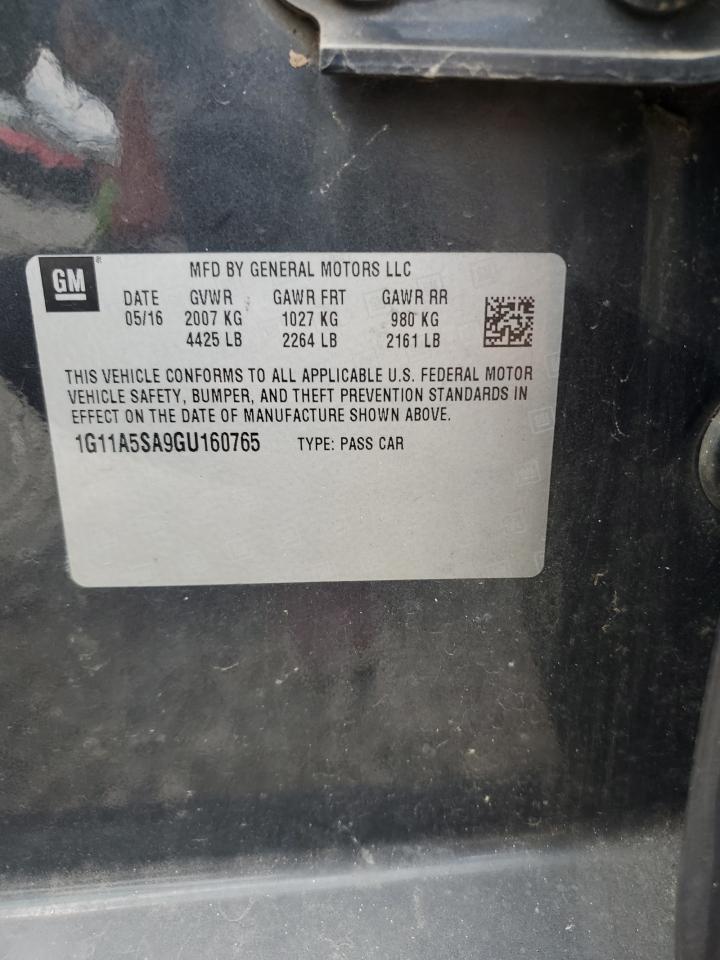 GM
MFD BY GENERAL MOTORS LLC
DATE GVWR GAWR FRT GAWR RR
05/16 2007 KG 1027 KG 980 KG
4425 LB 2264 LB 2161 LB
THIS VEHICLE CONFORMS TO ALL APPLICABLE U.S. FEDERAL MOTOR
VEHICLE SAFETY, BUMPER, AND THEFT PREVENTION STANDARDS IN
EFFECT ON THE DATE OF MANUFACTURE SHOWN ABOVE.
1G11A5SA9GU160765 TYPE: PASS CAR